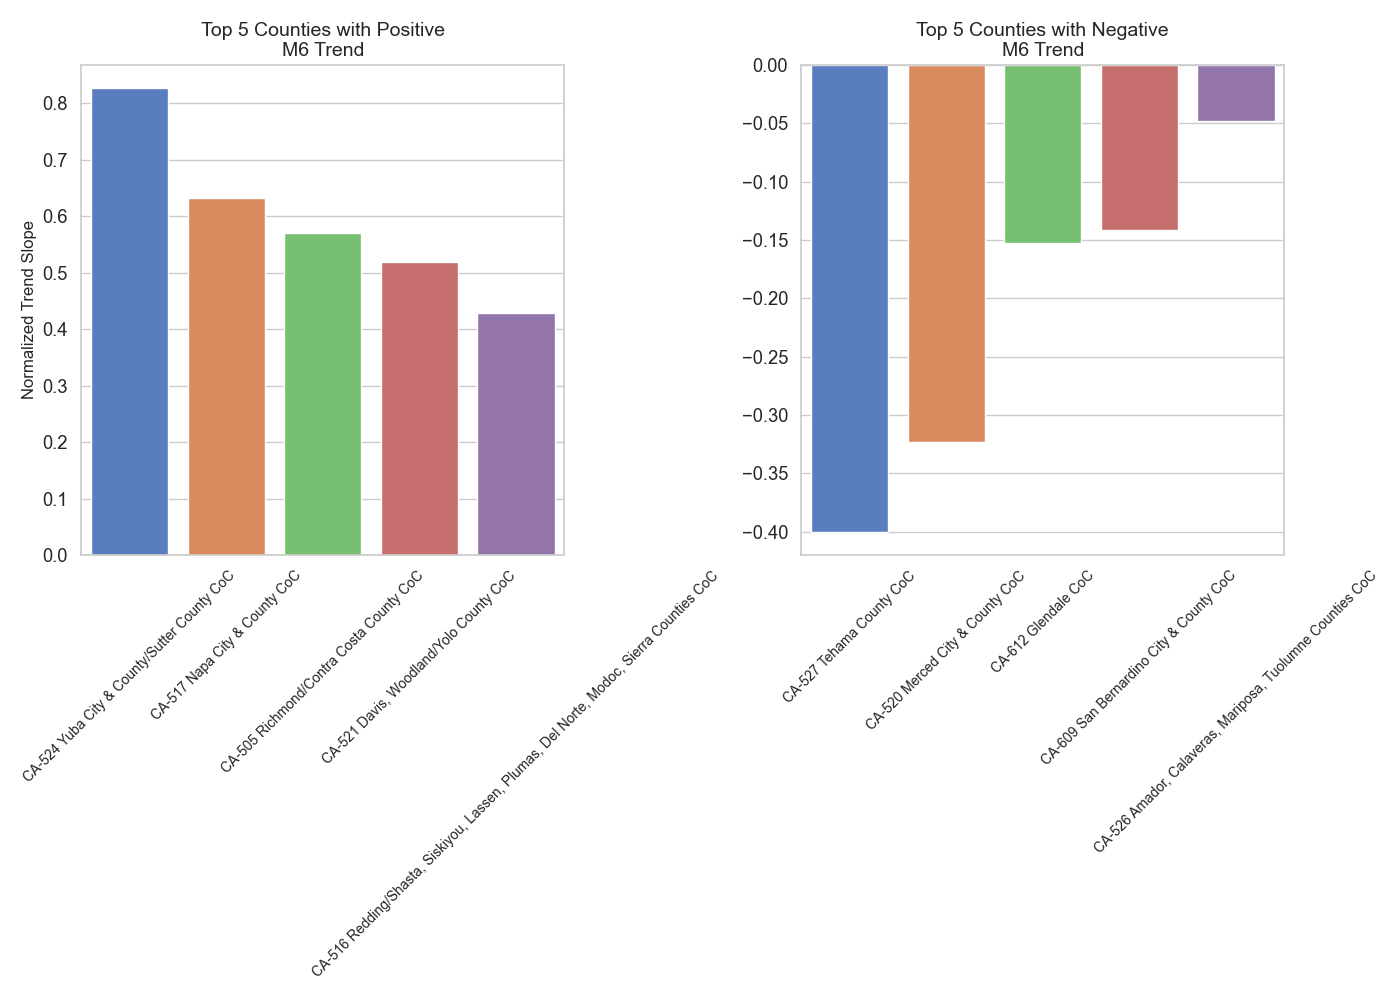 Top 5 Counties with Positive
M6 Trend
Normalized Trend Slope
0.8
0.7
0.6
0.5
0.4
0.3
0.2
0.1
0.0
CA-524 Yuba City & County/Sutter County CoC
CA-517 Napa City & County CoC
CA-505 Richmond/Contra Costa County CoC
CA-521 Davis, Woodland/Yolo County CoC
CA-516 Redding/Shasta, Siskiyou, Lassen, Plumas, Del Norte, Modoc, Sierra Counties CoC
Top 5 Counties with Negative
M6 Trend
0.00
−0.05
−0.10
−0.15
−0.20
−0.25
−0.30
−0.35
−0.40
CA-527 Tehama County CoC
CA-520 Merced City & County CoC
CA-612 Glendale CoC
CA-609 San Bernardino City & County CoC
CA-526 Amador, Calaveras, Mariposa, Tuolumne Counties CoC